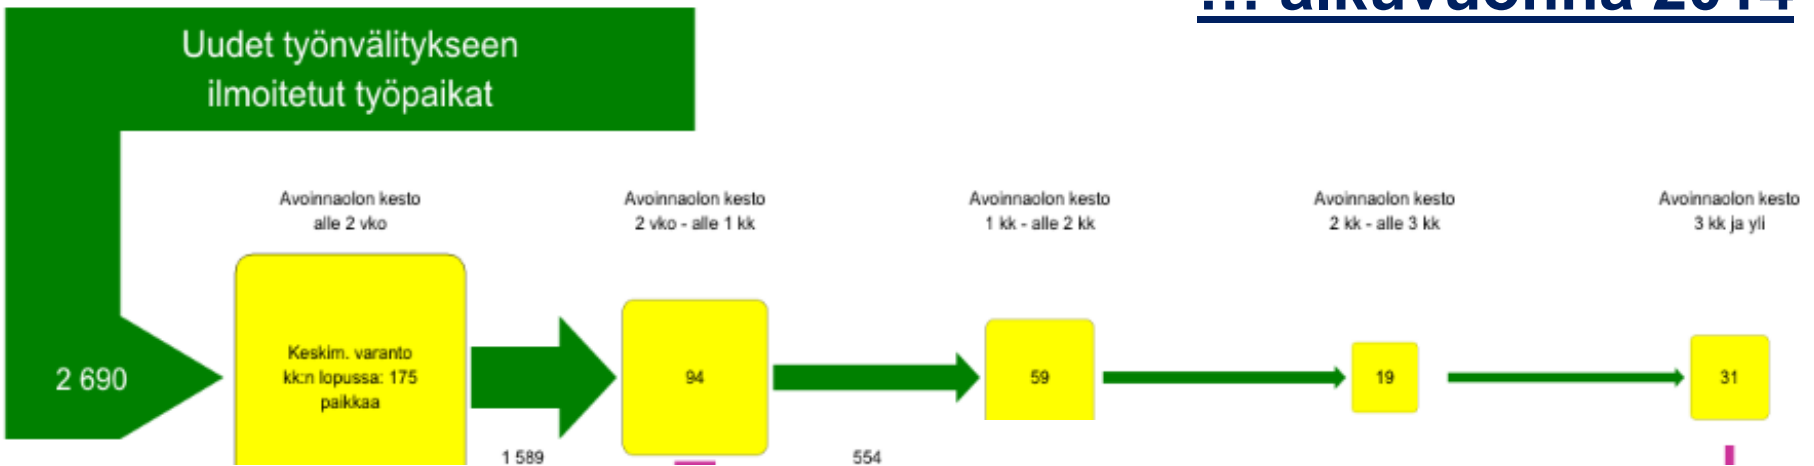 ... alkuvuonna 2014
Uudet työnvälitykseen
ilmoitetut työpaikat
Avoinnaolon kesto
alle 2 vko
Avoinnaolon kesto
2 vko - alle 1 kk
Avoinnaolon kesto
1 kk - alle 2 kk
Avoinnaolon kesto
2 kk - alle 3 kk
Avoinnaolon kesto
3 kk ja yli
2 690
Keskim. varanto
kk:n lopussa: 175
paikkaa
94
59
19
31
1 589
554